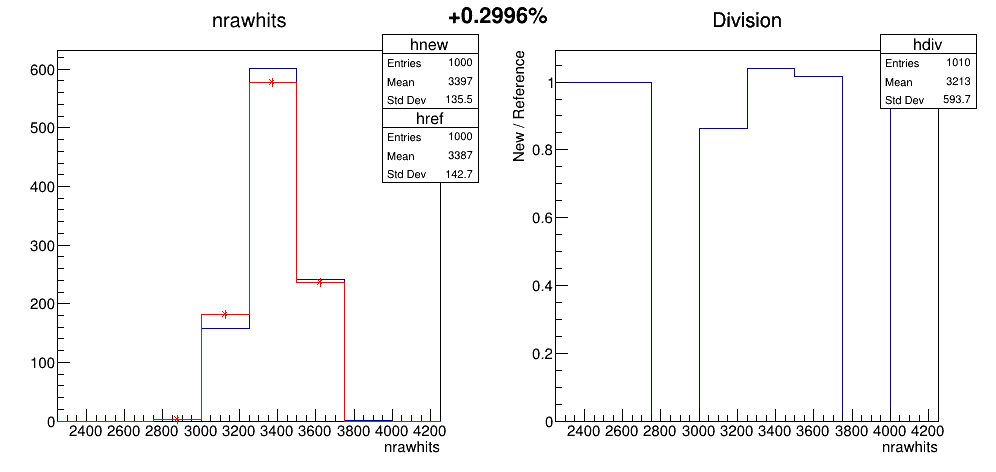 +0.2996%
nrawhits
hnew
Entries 1000
Mean 3397
Std Dev 135.5
href
Entries 1000
Mean 3387
Std Dev 142.7
600
500
400
300
200
100
0
2400 2600 2800 3000 3200 3400 3600 3800 4000 4200
nrawhits
Division
hdiv
Entries 1010
Mean 3213
Std Dev 593.7
New / Reference
1
0.8
0.6
0.4
0.2
0
2400 2600 2800 3000 3200 3400 3600 3800 4000 4200
nrawhits